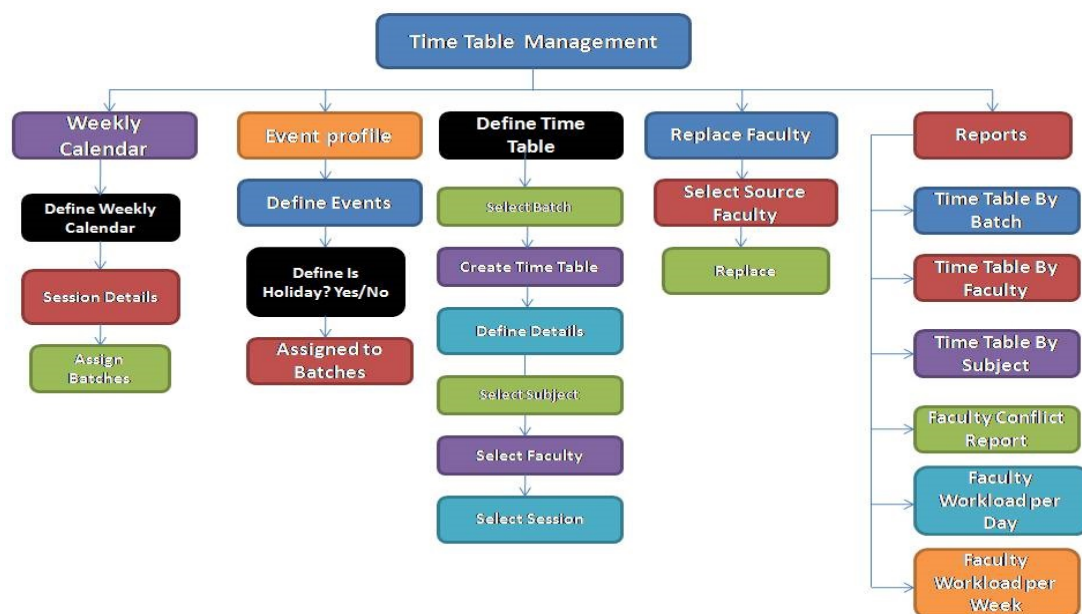 Time Table Management
Weekly
Calendar
Define Weekly
Calendar
Session Details
Assign
Batches
Event profile
Define Events
Define Is
Holiday? Yes/No
Assigned to
Batches
Define Time
Table
Select Batch
Create Time Table
Define Details
Select Subject
Select Faculty
Select Session
Replace Faculty
Select Source
Faculty
Replace
Reports
Time Table By
Batch
Time Table By
Faculty
Time Table By
Subject
Faculty Conflict
Report
Faculty
Workload per
Day
Faculty
Workload per
Week